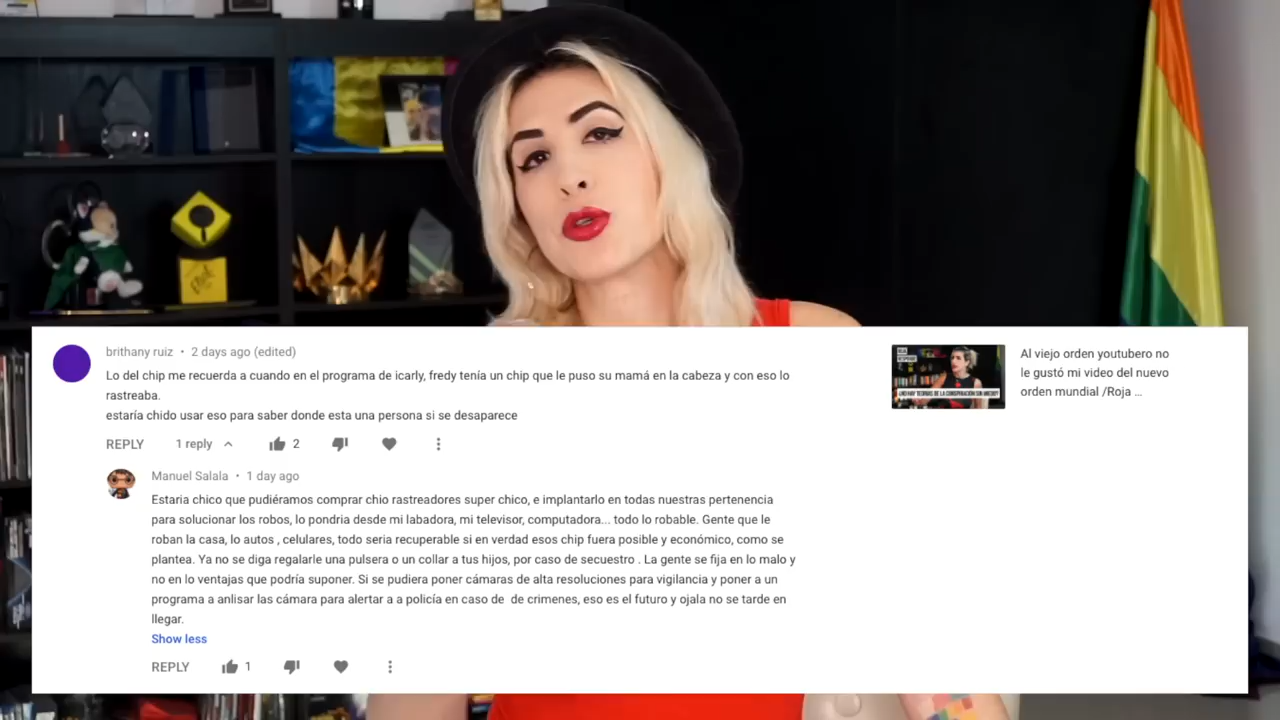 brithany ruiz • 2 days ago (edited)
Lo del chip me recuerda a cuando en el programa de icarly, fredy tenía un chip que le puso su mamá en la cabeza y con eso lo
rastreaba.
estaría chido usar eso para saber donde esta una persona si se desaparece
REPLY 1 reply 2
Al viejo orden youtubero no
le gustó mi video del nuevo
orden mundial /Roja ...
Manuel Salala • 1 day ago
Estaria chico que pudiéramos comprar chio rastreadores super chico, e implantarlo en todas nuestras pertenencia
para solucionar los robos, lo pondria desde mi labadora, mi televisor, computadora... todo lo robable. Gente que le
roban la casa, lo autos , celulares, todo seria recuperable si en verdad esos chip fuera posible y económico, como se
plantea. Ya no se diga regalarle una pulsera o un collar a tus hijos, por caso de secuestro . La gente se fija en lo malo y
no en lo ventajas que podría suponer. Si se pudiera poner cámaras de alta resoluciones para vigilancia y poner a un
programa a anlisar las cámara para alertar a a policía en caso de de crimenes, eso es el futuro y ojala no se tarde en
llegar.
Show less
REPLY 1